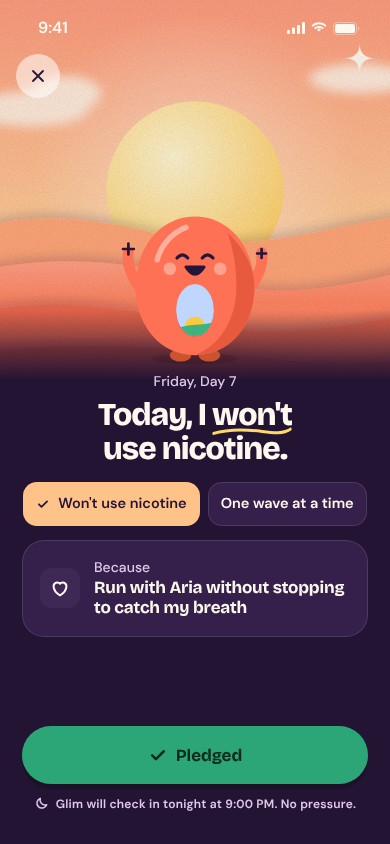 9:41
Friday, Day 7
Today, I won't
use nicotine.
Won't use nicotine
One wave at a time
Because
Run with Aria without stopping
to catch my breath
Pledged
Glim will check in tonight at 9:00 PM. No pressure.